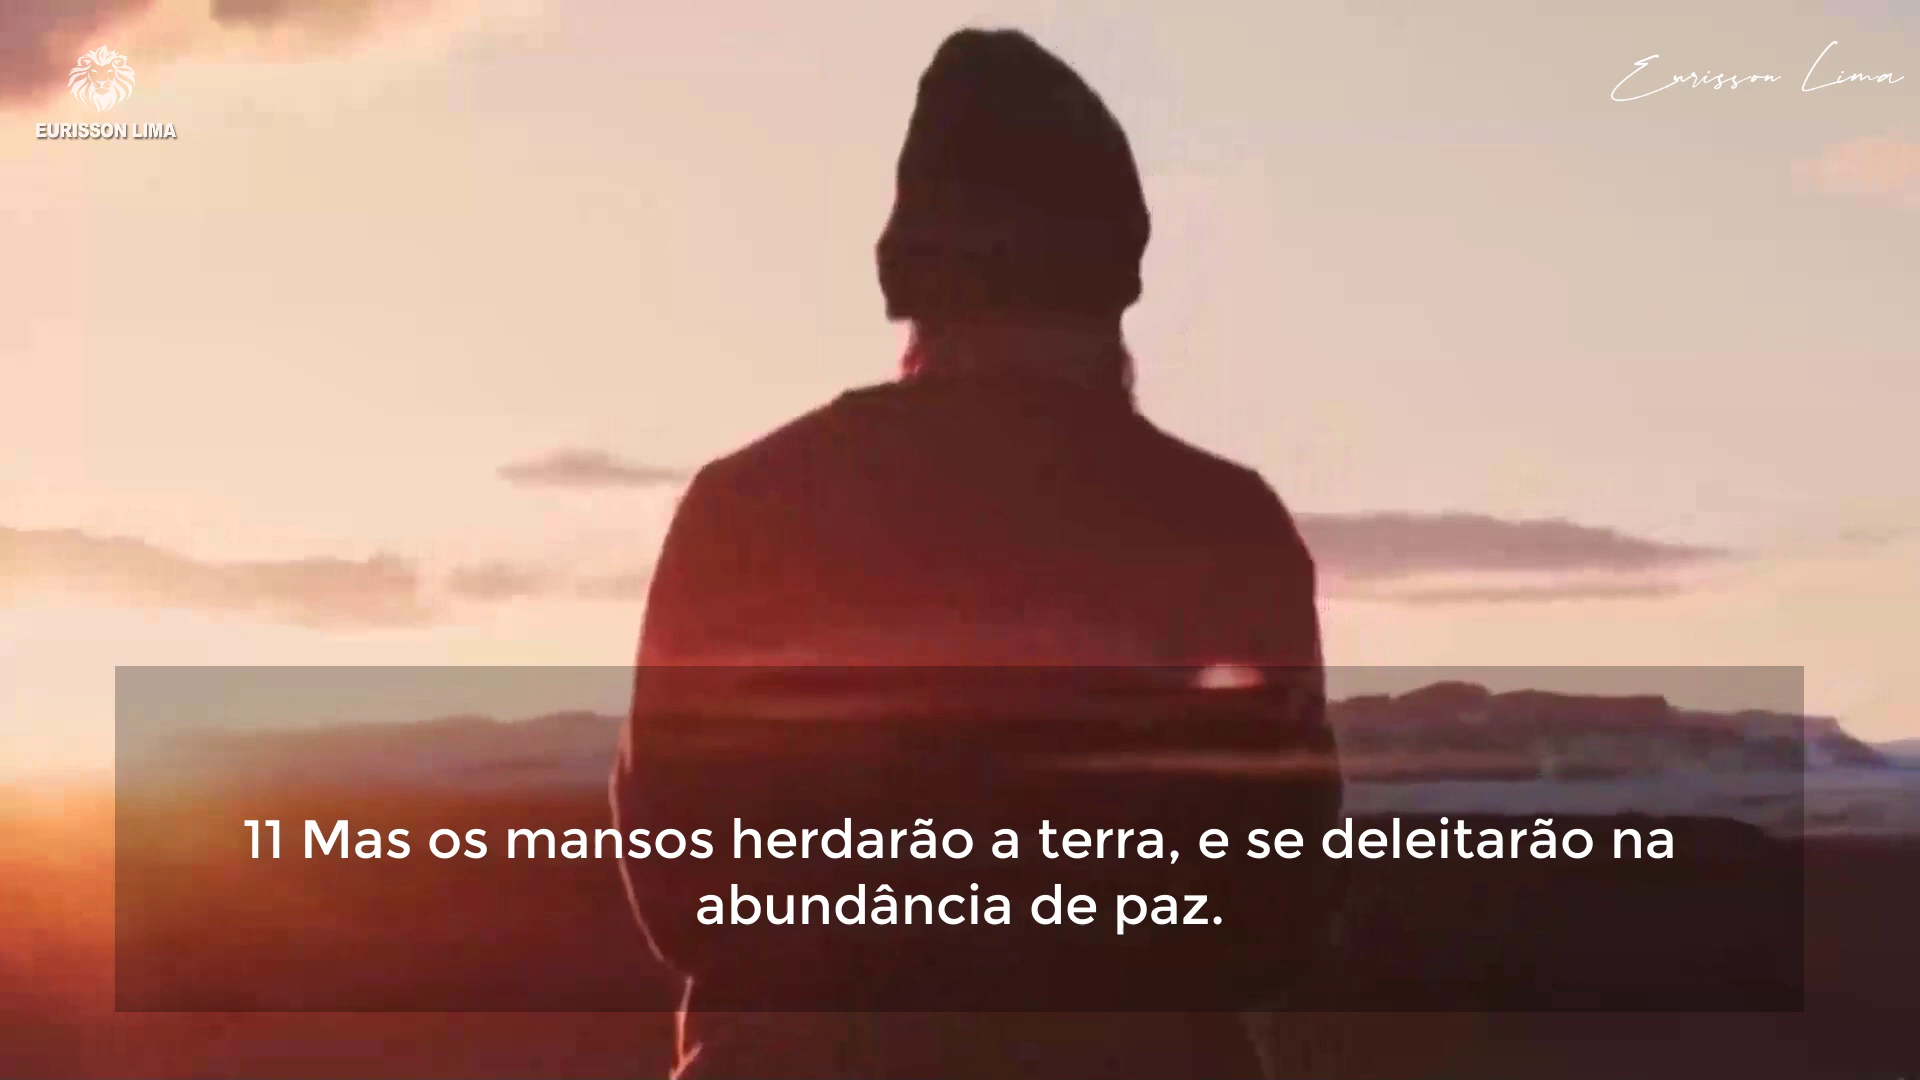 EURISSON LIMA
Eurisson Lima
11 Mas os mansos herdarão a terra, e se deleitarão na
abundância de paz.